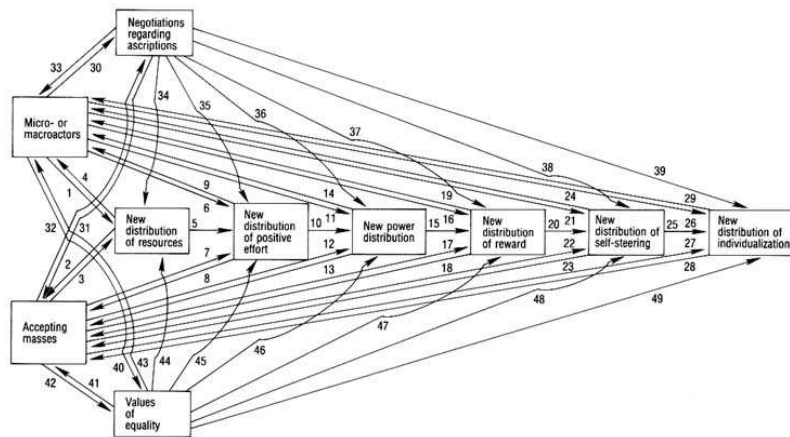 Negotiations
regarding
ascriptions
33
30
34
35
36
37
38
39
Micro- or
macroactors
4
1
9
6
14
19
24
29
32
31
New
distribution
of resources
5
New
distribution
of positive
effort
10
11
New power
distribution
15
16
New
distribution
of reward
20
21
New
distribution of
self-steering
25
26
New
distribution of
individualization
2
3
7
8
12
13
17
18
22
23
27
28
Accepting
masses
40
43
44
45
46
47
48
49
42
41
Values
of
equality